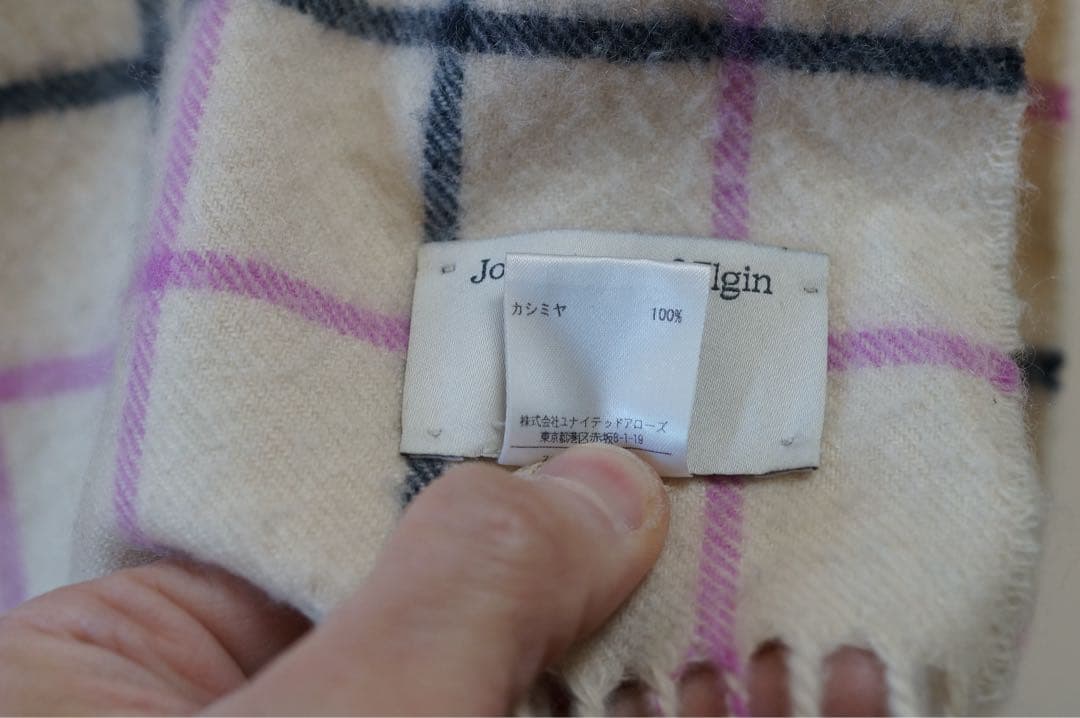 Jo Elgin
カシミヤ 100%
株式会社ユナイテッドアローズ
東京都港区赤坂8-1-19